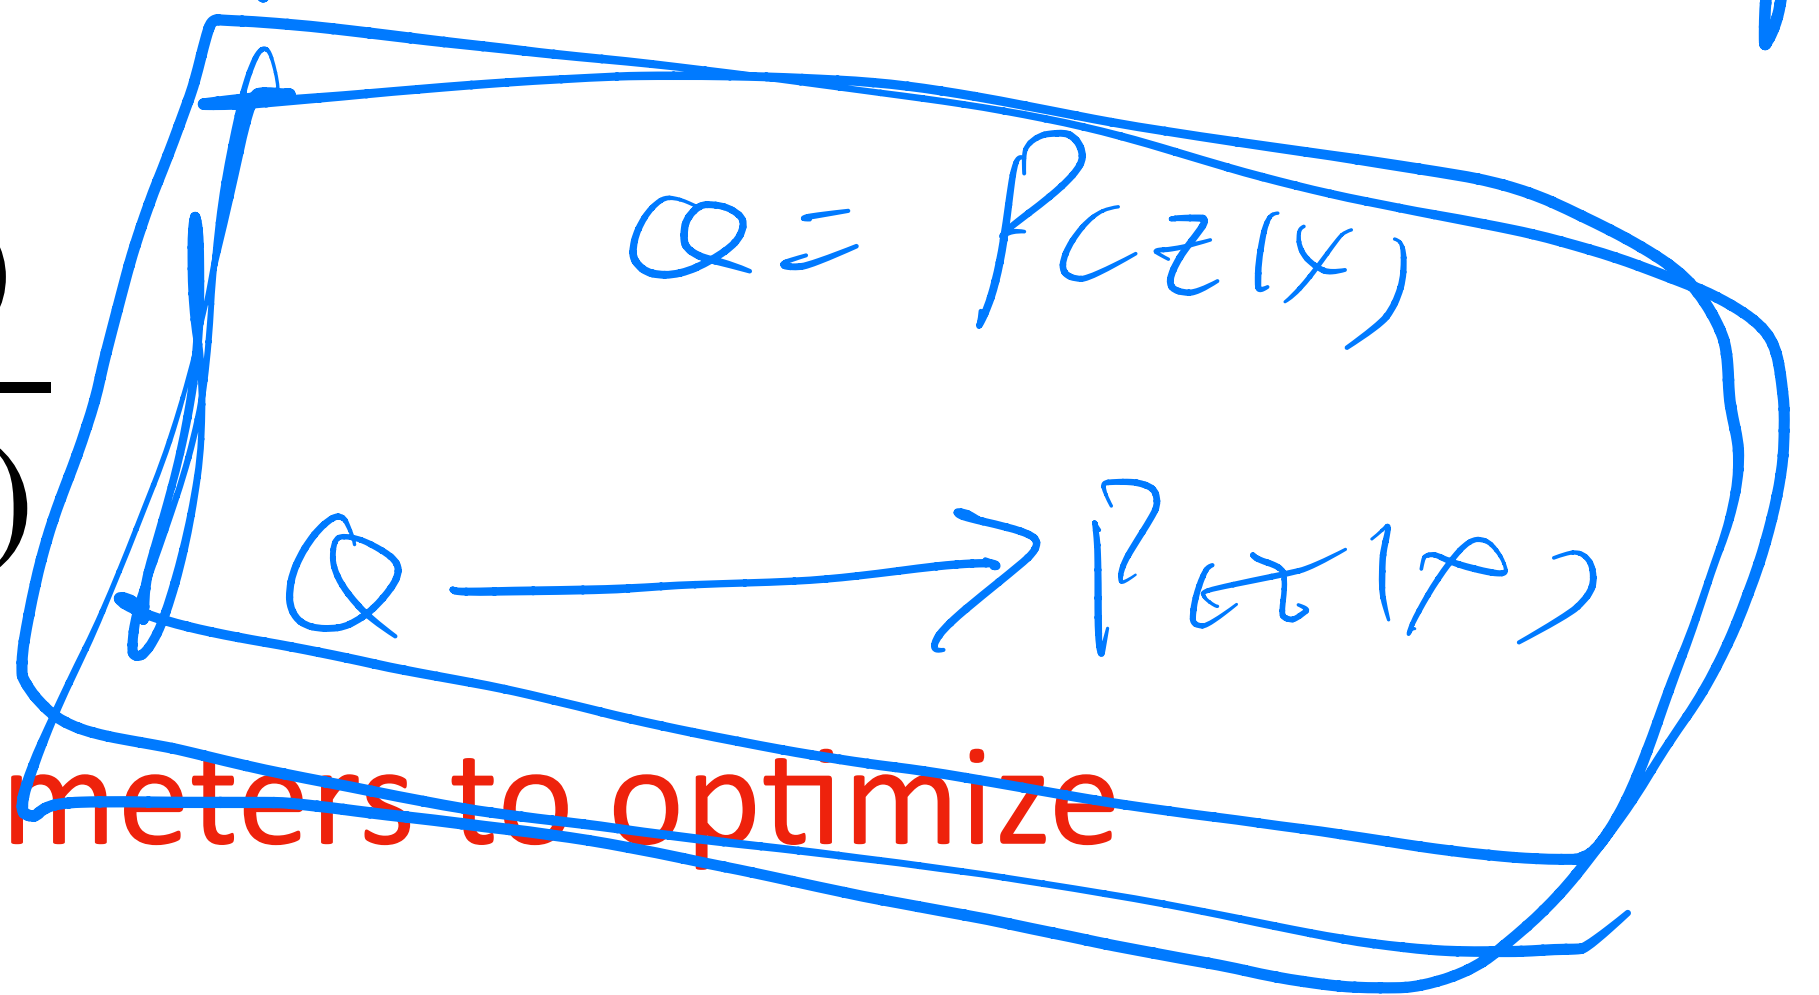 )
Q = P(z|x)
)
Q → P(z|x)
meters to optimize